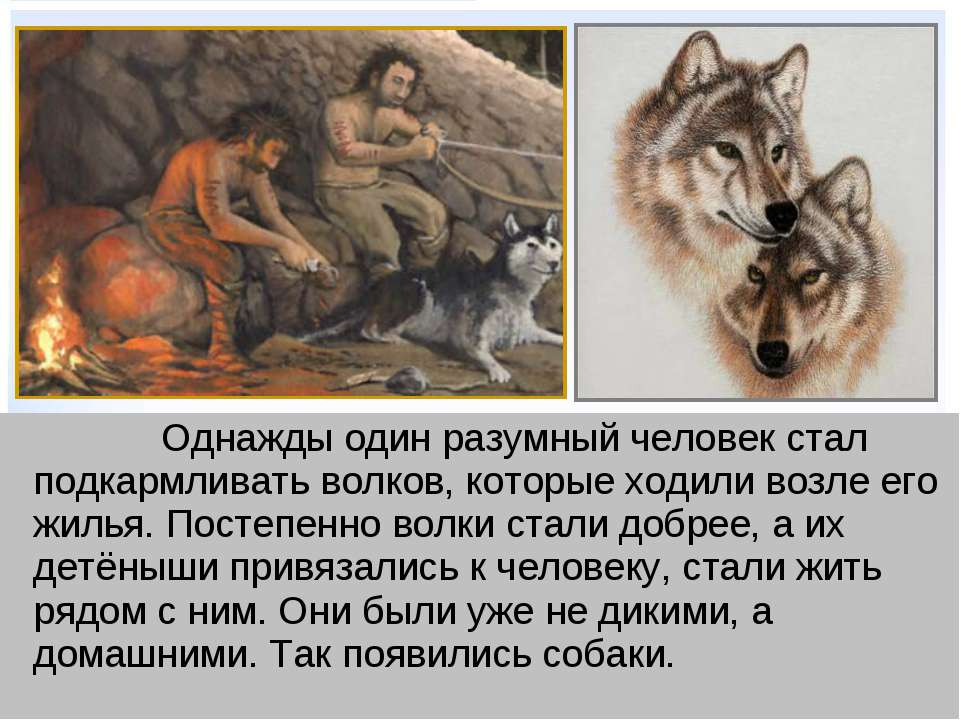 Однажды один разумный человек стал
подкармливать волков, которые ходили возле его
жилья. Постепенно волки стали добрее, а их
детёныши привязались к человеку, стали жить
рядом с ним. Они были уже не дикими, а
домашними. Так появились собаки.